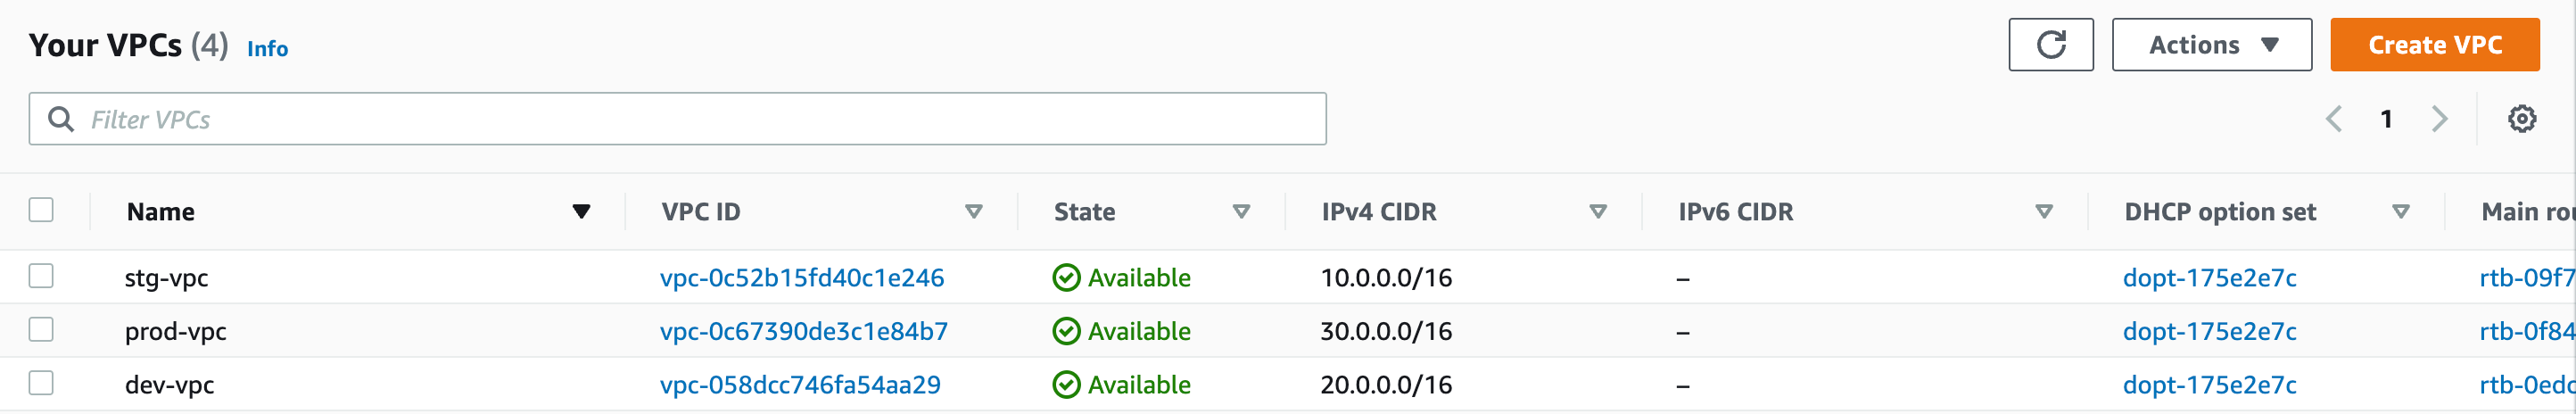 Your VPCs (4) Info Actions Create VPC
Filter VPCs 1
Name VPC ID State IPv4 CIDR IPv6 CIDR DHCP option set Main rou
stg-vpc vpc-0c52b15fd40c1e246 Available 10.0.0.0/16 – dopt-175e2e7c rtb-09f7
prod-vpc vpc-0c67390de3c1e84b7 Available 30.0.0.0/16 – dopt-175e2e7c rtb-0f84
dev-vpc vpc-058dcc746fa54aa29 Available 20.0.0.0/16 – dopt-175e2e7c rtb-0edc